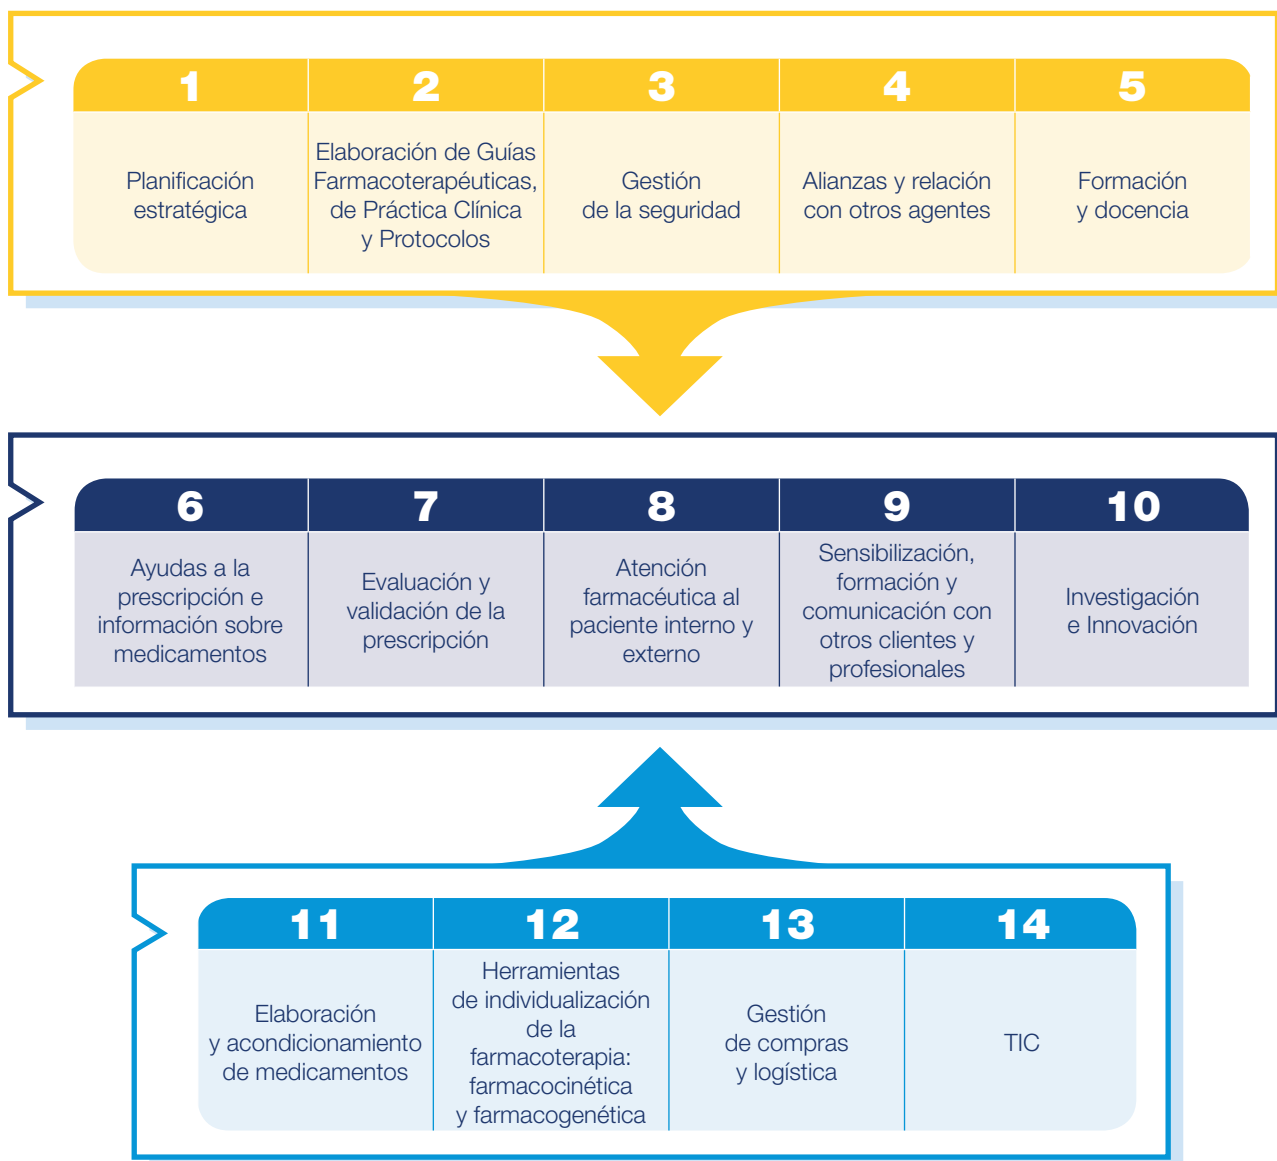 1
Planificación
estratégica
2
Elaboración de Guías
Farmacoterapéuticas,
de Práctica Clínica
y Protocolos
3
Gestión
de la seguridad
4
Alianzas y relación
con otros agentes
5
Formación
y docencia
6
Ayudas a la
prescripción e
información sobre
medicamentos
7
Evaluación y
validación de la
prescripción
8
Atención
farmacéutica al
paciente interno y
externo
9
Sensibilización,
formación y
comunicación con
otros clientes y
profesionales
10
Investigación
e Innovación
11
Elaboración
y acondicionamiento
de medicamentos
12
Herramientas
de individualización
de la
farmacoterapia:
farmacocinética
y farmacogenética
13
Gestión
de compras
y logística
14
TIC